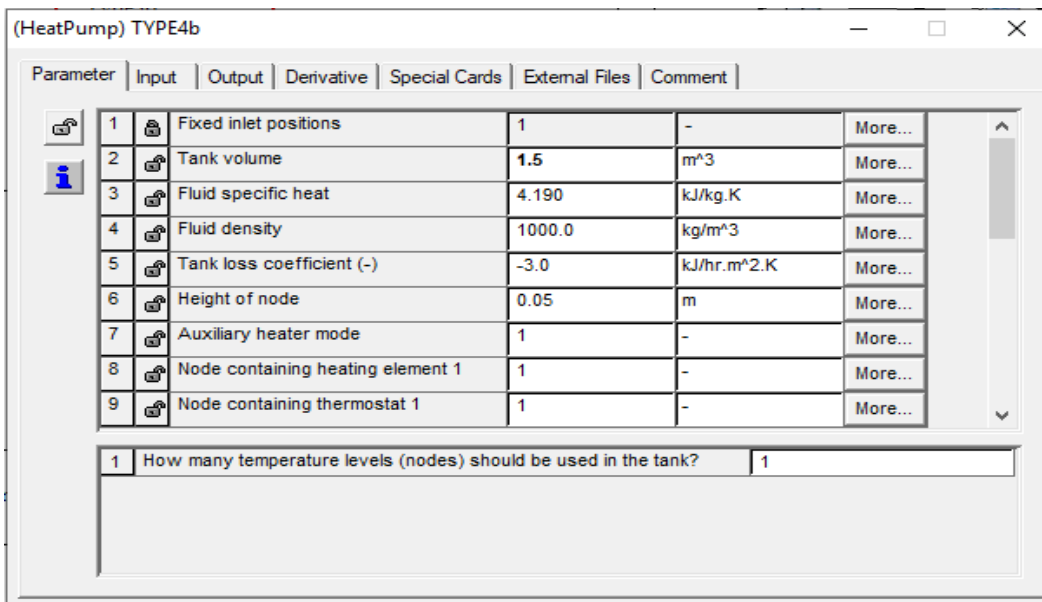 (HeatPump) TYPE4b
Parameter Input Output Derivative Special Cards External Files Comment
1 Fixed inlet positions 1 - More...
2 Tank volume 1.5 m^3 More...
3 Fluid specific heat 4.190 kJ/kg.K More...
4 Fluid density 1000.0 kg/m^3 More...
5 Tank loss coefficient (-) -3.0 kJ/hr.m^2.K More...
6 Height of node 0.05 m More...
7 Auxiliary heater mode 1 - More...
8 Node containing heating element 1 1 - More...
9 Node containing thermostat 1 1 - More...
1 How many temperature levels (nodes) should be used in the tank? 1